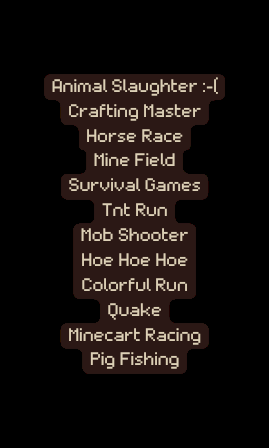 Animal Slaughter :-(
Crafting Master
Horse Race
Mine Field
Survival Games
Tnt Run
Mob Shooter
Hoe Hoe Hoe
Colorful Run
Quake
Minecart Racing
Pig Fishing